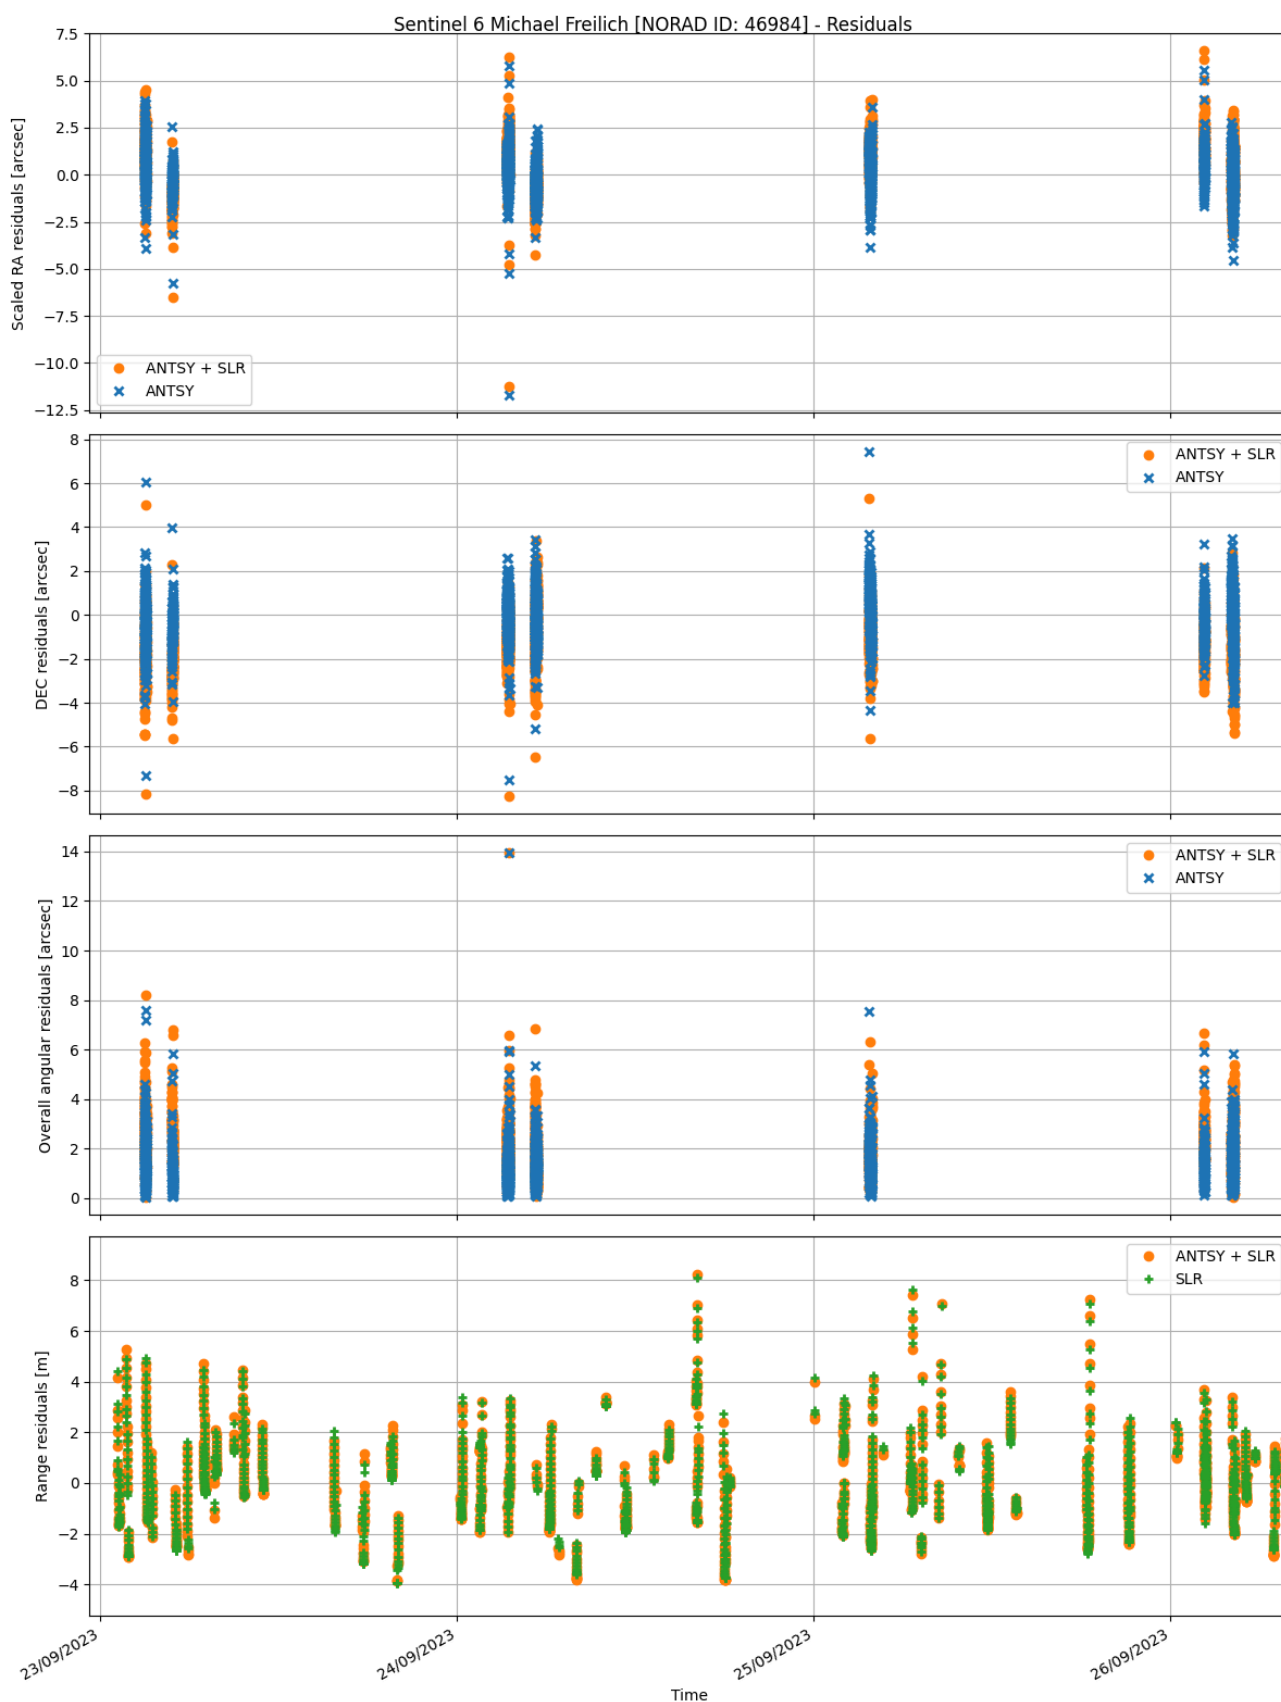 Sentinel 6 Michael Freilich [NORAD ID: 46984] - Residuals
Scaled RA residuals [arcsec]
7.5
5.0
2.5
0.0
−2.5
−5.0
−7.5
−10.0
−12.5
ANTSY + SLR
ANTSY
DEC residuals [arcsec]
8
6
4
2
0
−2
−4
−6
−8
ANTSY + SLR
ANTSY
Overall angular residuals [arcsec]
14
12
10
8
6
4
2
0
ANTSY + SLR
ANTSY
Range residuals [m]
8
6
4
2
0
−2
−4
ANTSY + SLR
SLR
23/09/2023
24/09/2023
25/09/2023
26/09/2023
Time